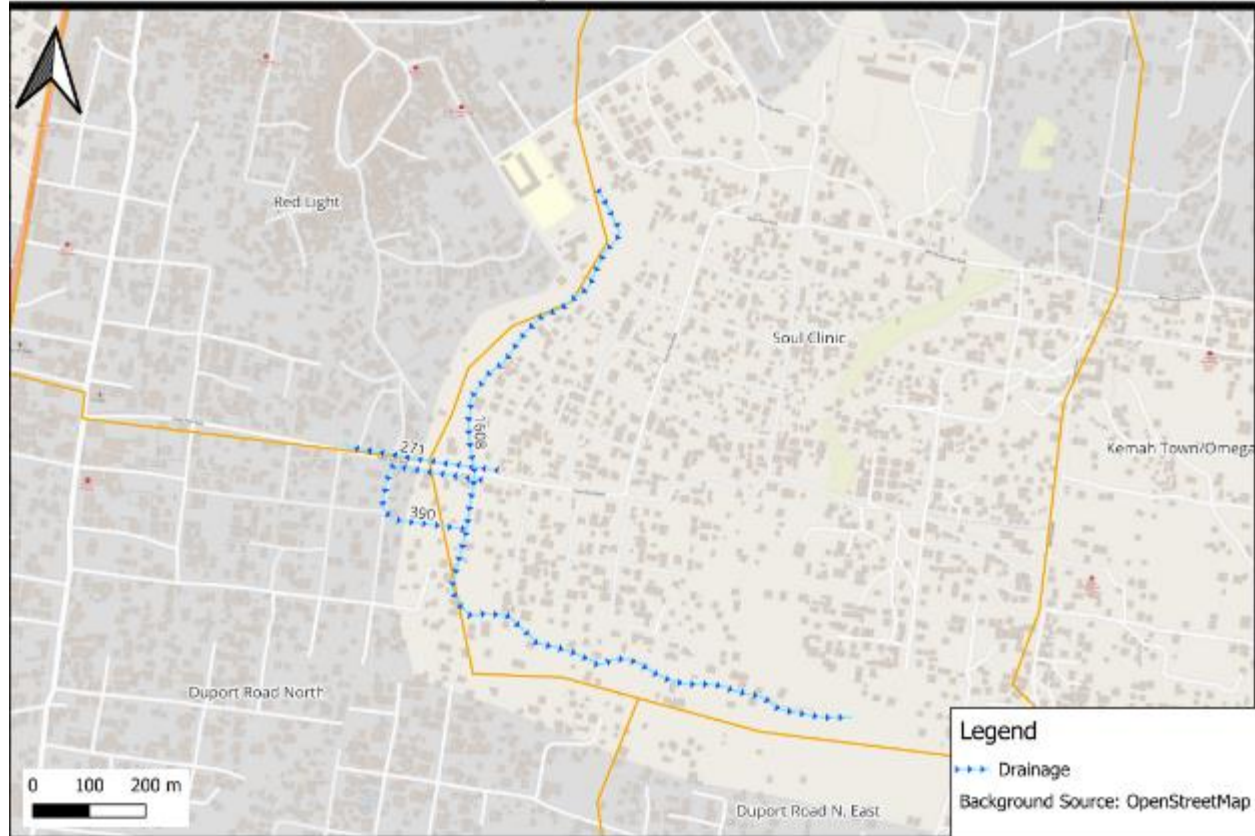 Red Light
Soul Clinic
1608
271
Kemah Town/Omega
390
Duport Road North
Legend
Drainage
0 100 200 m
Background Source: OpenStreetMap
Duport Road N. East